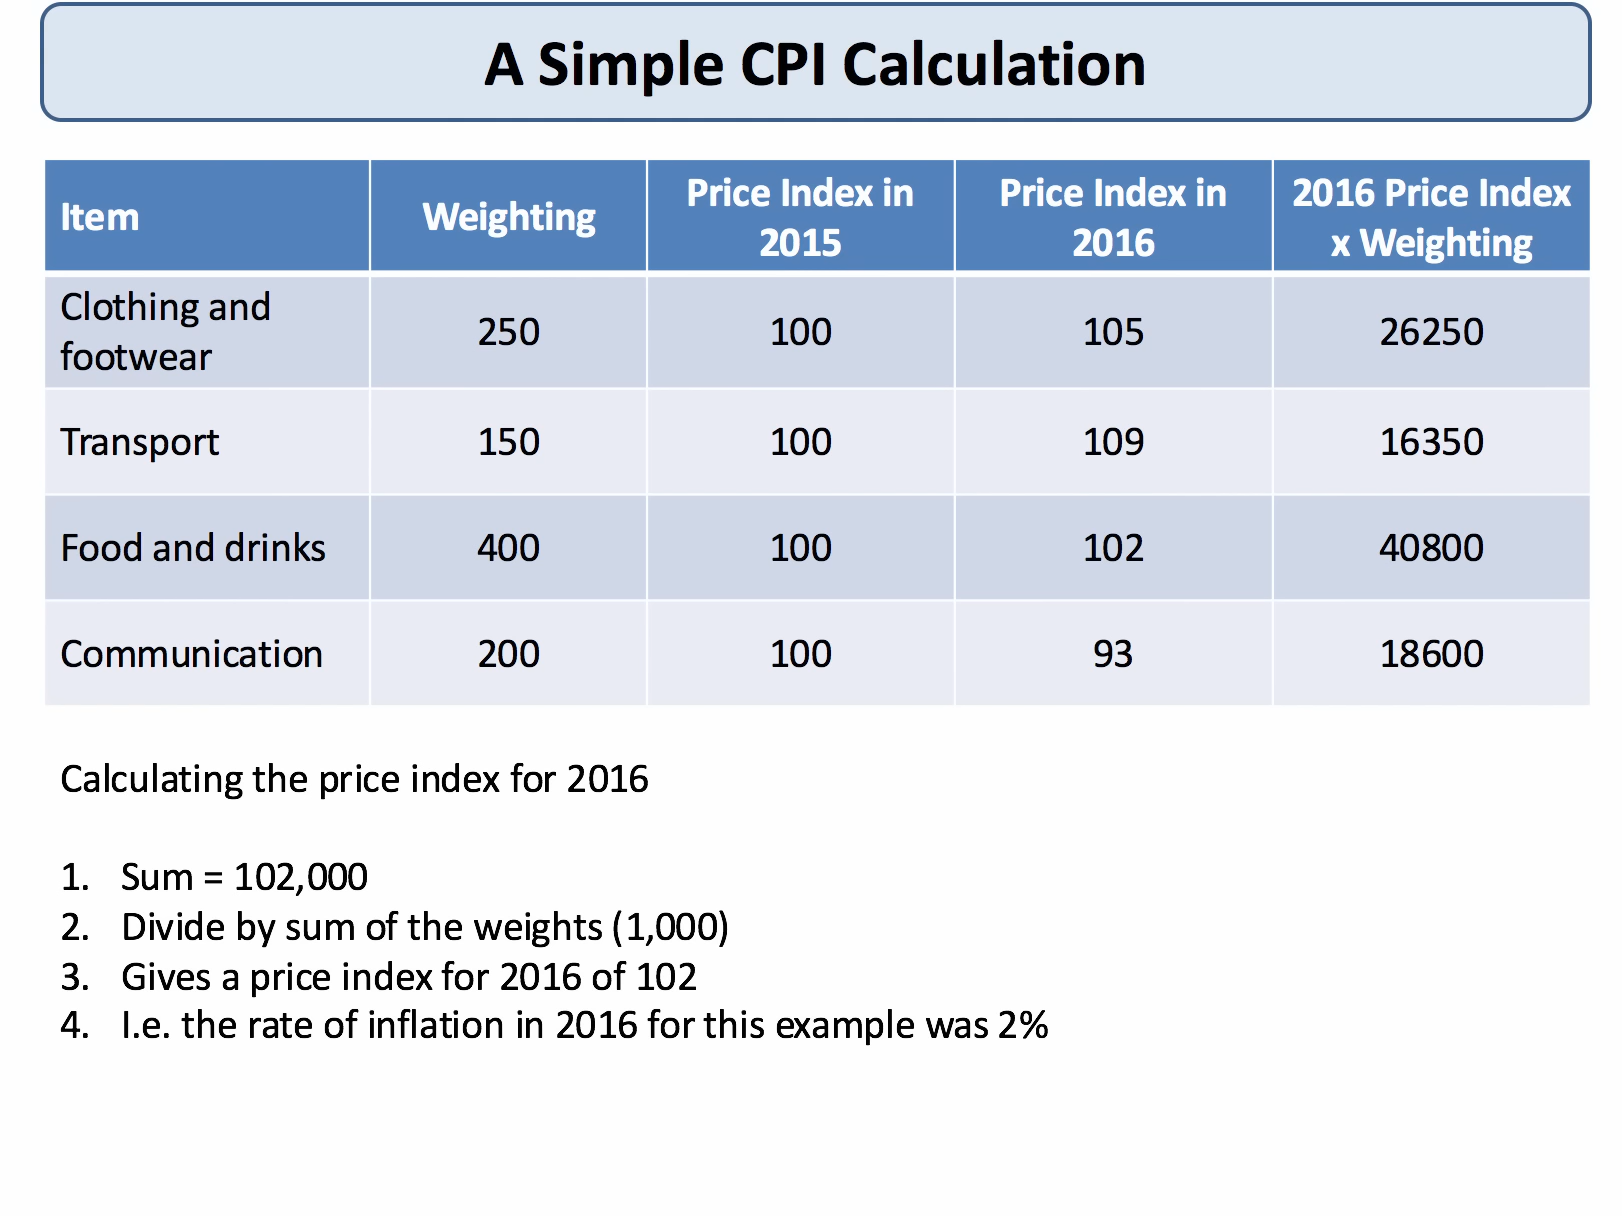 A Simple CPI Calculation
Item Weighting Price Index in 2015 Price Index in 2016 2016 Price Index x Weighting
Clothing and footwear 250 100 105 26250
Transport 150 100 109 16350
Food and drinks 400 100 102 40800
Communication 200 100 93 18600
Calculating the price index for 2016
1. Sum = 102,000
2. Divide by sum of the weights (1,000)
3. Gives a price index for 2016 of 102
4. I.e. the rate of inflation in 2016 for this example was 2%